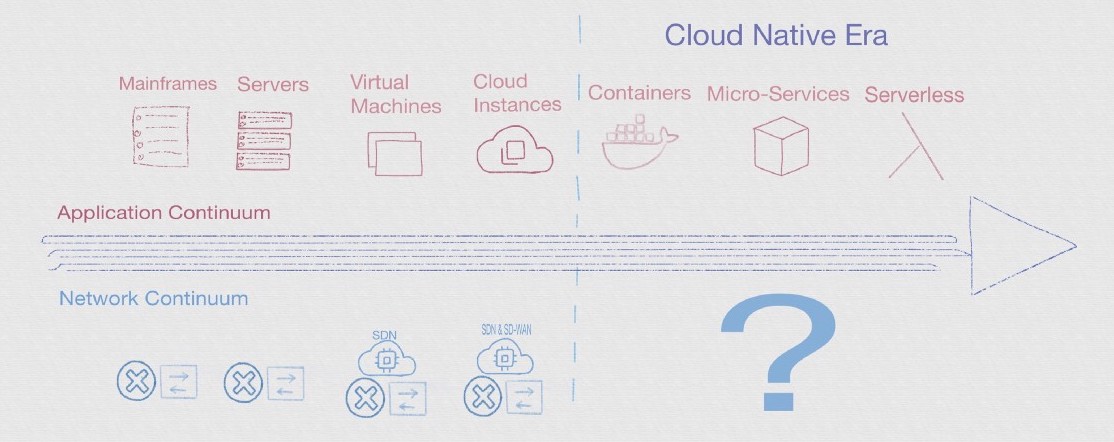 Cloud Native Era
Mainframes
Servers
Virtual
Machines
Cloud
Instances
Containers
Micro-Services
Serverless
Application Continuum
Network Continuum
SDN
SDN & SD-WAN
?